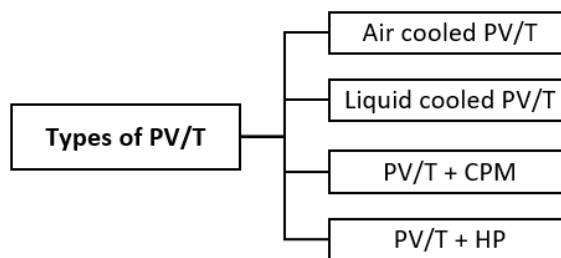 Types of PV/T
Air cooled PV/T
Liquid cooled PV/T
PV/T + CPM
PV/T + HP